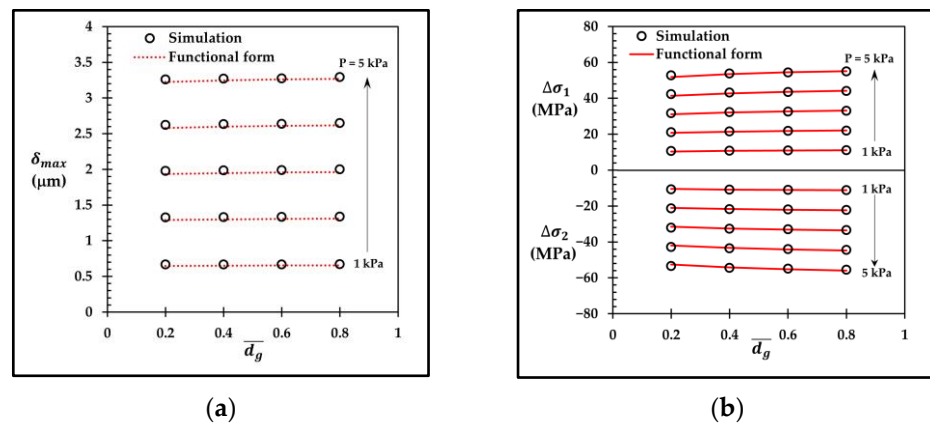 4
3.5
3
2.5
2
1.5
1
0.5
0
Simulation
Functional form
P = 5 kPa
1 kPa
δmax
(μm)
0 0.2 0.4 0.6 0.8 1
d̅g̅
(a)
80
60
40
20
0
−20
−40
−60
−80
Simulation
Functional form
P = 5 kPa
1 kPa
1 kPa
5 kPa
Δσ1
(MPa)
Δσ2
(MPa)
0 0.2 0.4 0.6 0.8 1
d̅g̅
(b)